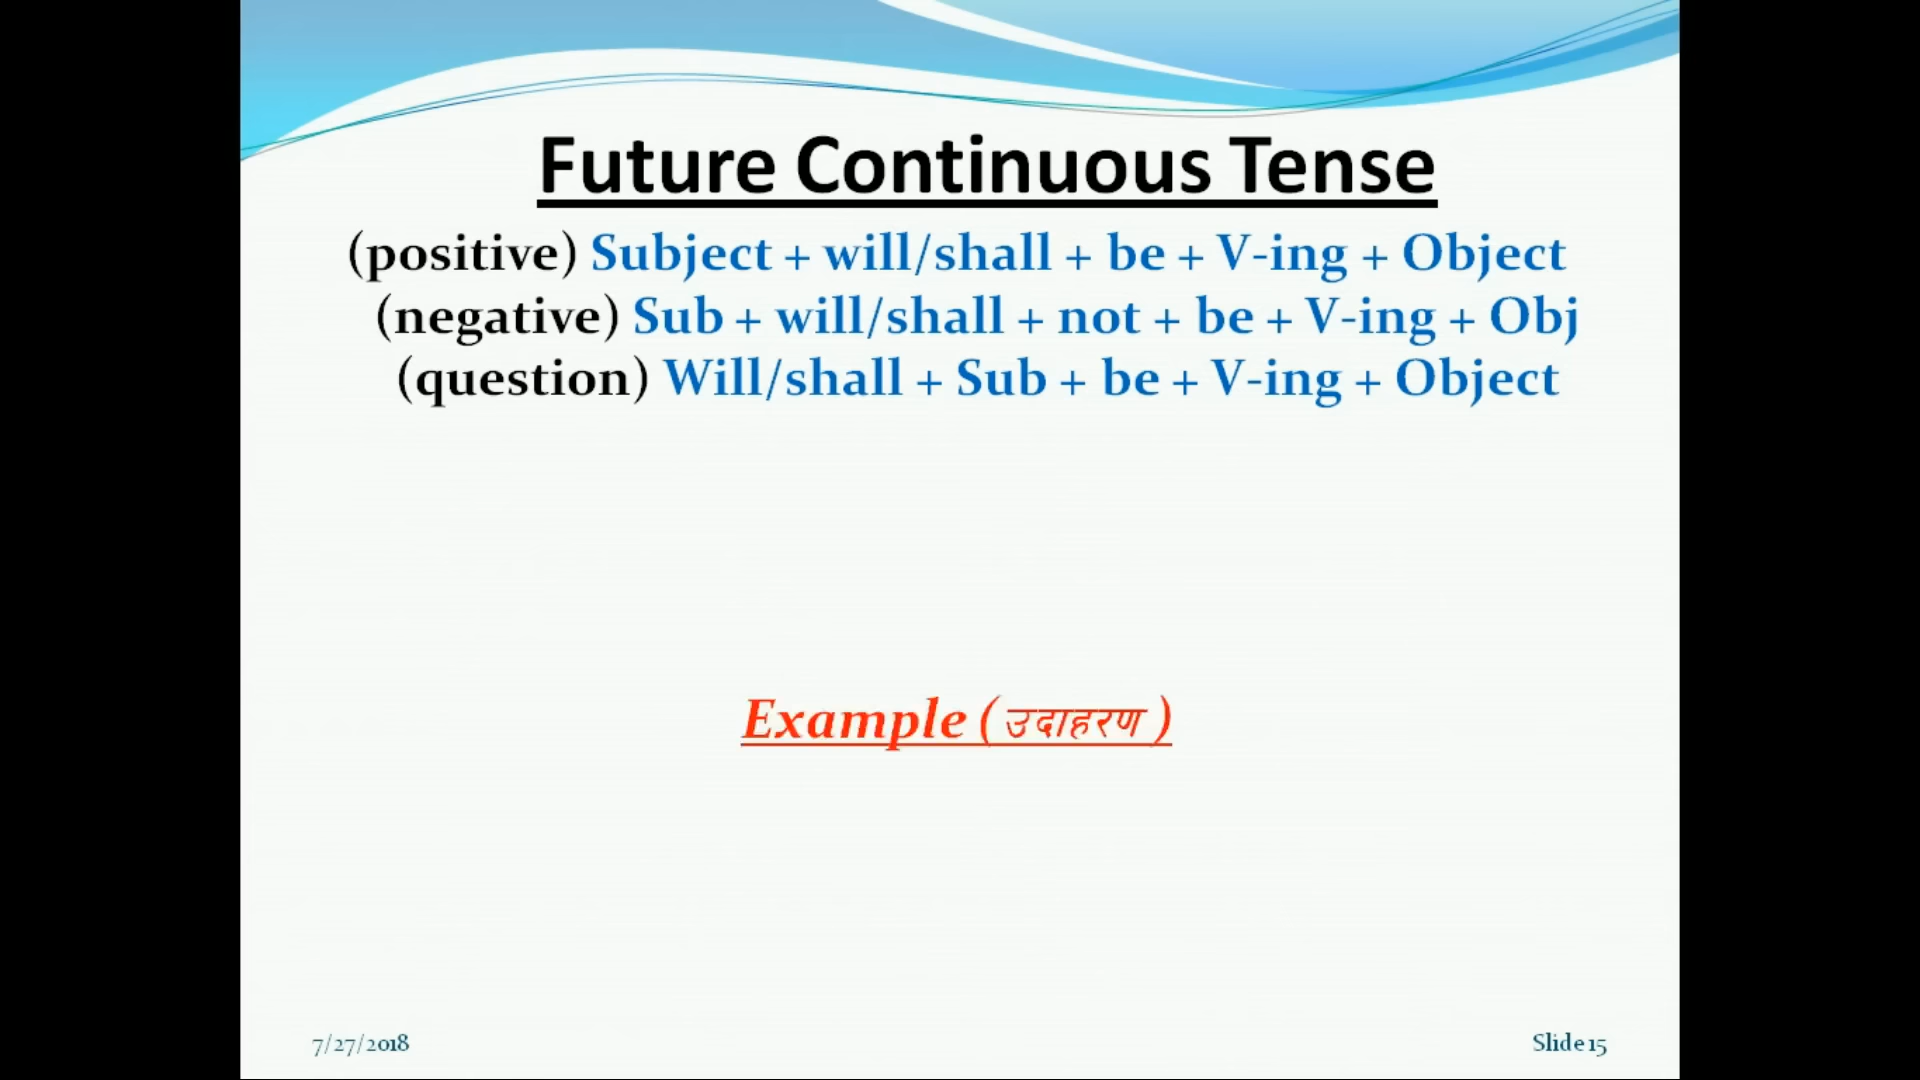 Future Continuous Tense
(positive) Subject + will/shall + be + V-ing + Object
(negative) Sub + will/shall + not + be + V-ing + Obj
(question) Will/shall + Sub + be + V-ing + Object
Example ( उदाहरण )
7/27/2018
Slide 15